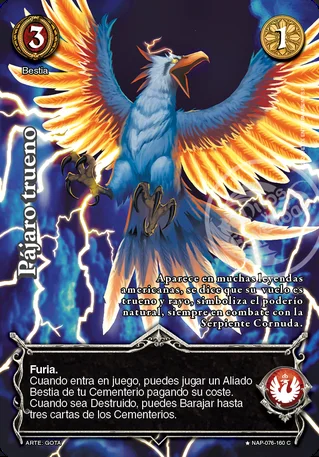 3
1
Bestia
Pájaro trueno
Aparece en muchas leyendas
americanas, se dice que su vuelo es
trueno y rayo, simboliza el poderío
natural, siempre en combate con la
Serpiente Cornuda.
Furia.
Cuando entra en juego, puedes jugar un Aliado
Bestia de tu Cementerio pagando su coste.
Cuando sea Destruido, puedes Barajar hasta
tres cartas de los Cementerios.
ARTE: GOTA
★ NAP-076-160 C